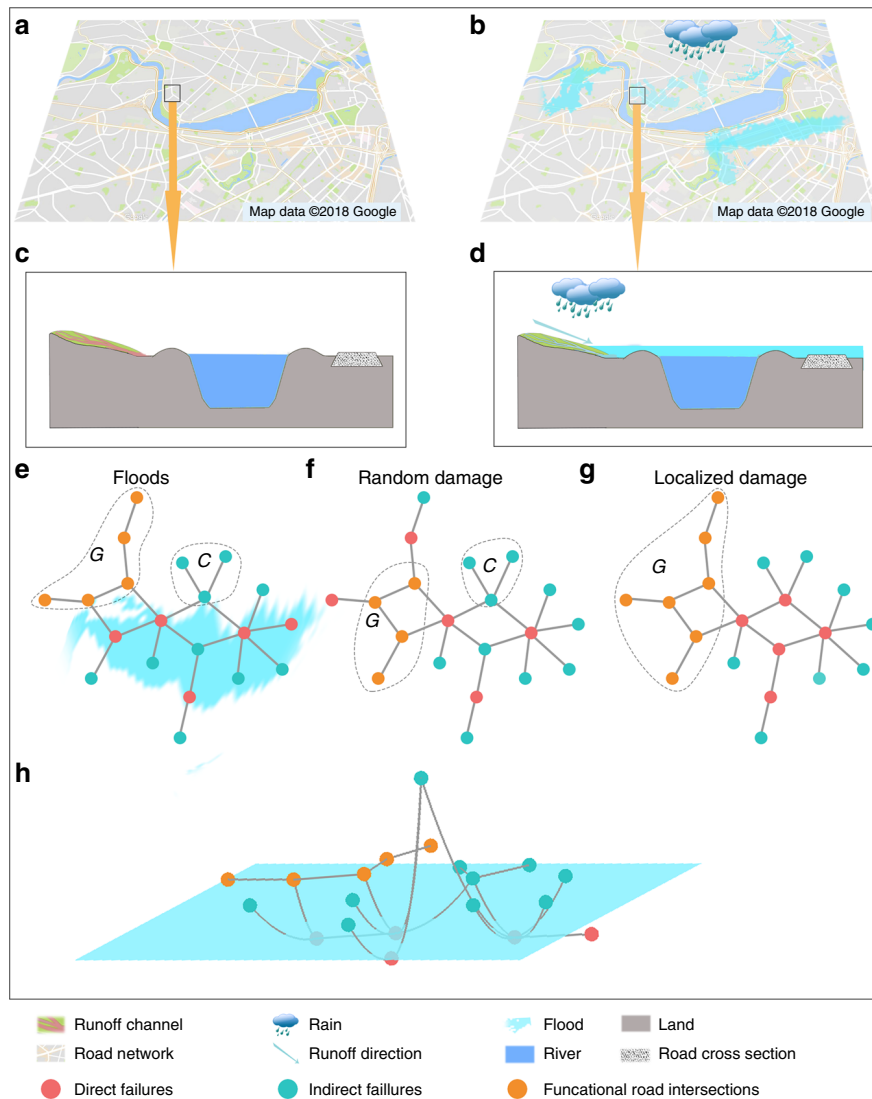 a
b
Map data ©2018 Google
Map data ©2018 Google
c
d
e
Floods
f
Random damage
g
Localized damage
G
C
G
C
G
h
Runoff channel
Rain
Flood
Land
Road network
Runoff direction
River
Road cross section
Direct failures
Indirect faillures
Funcational road intersections